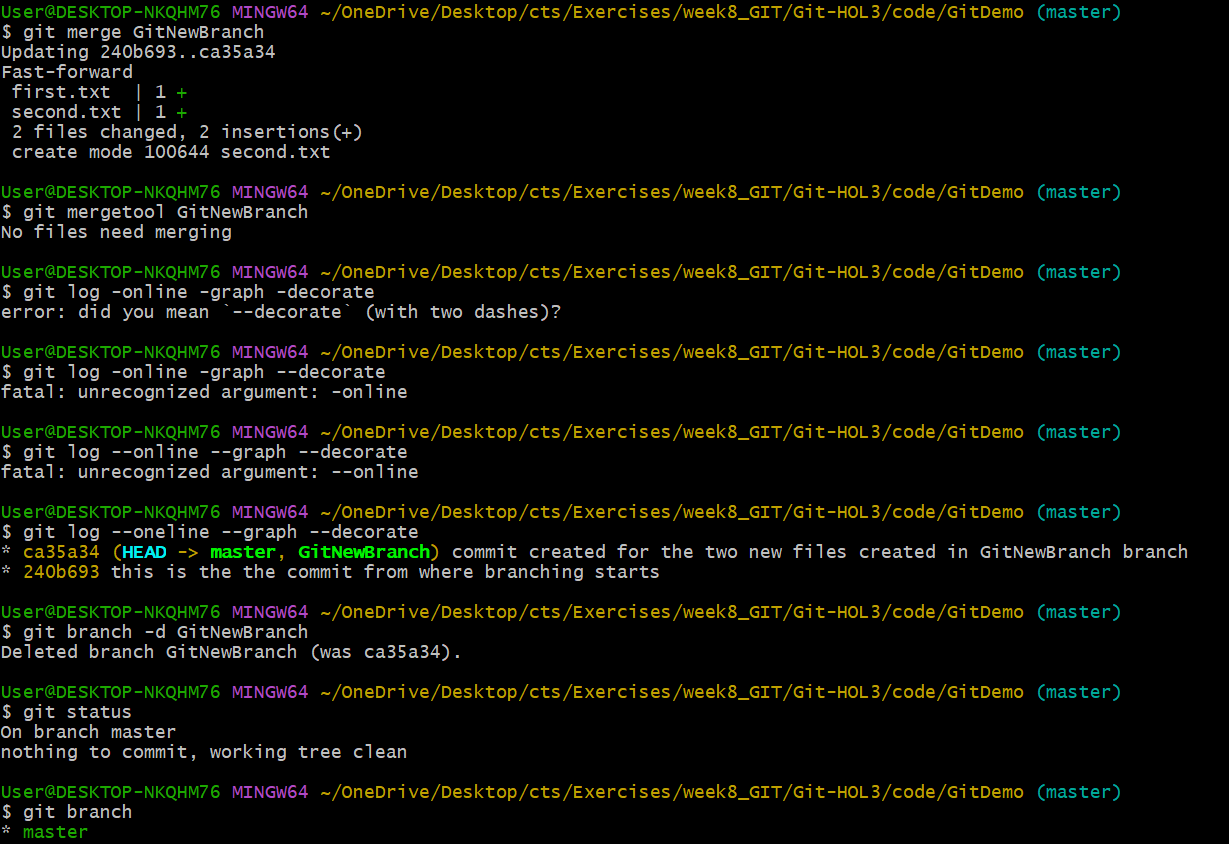 User@DESKTOP-NKQHM76 MINGW64 ~/OneDrive/Desktop/cts/Exercises/week8_GIT/Git-HOL3/code/GitDemo (master)
$ git merge GitNewBranch
Updating 240b693..ca35a34
Fast-forward
 first.txt  | 1 +
 second.txt | 1 +
 2 files changed, 2 insertions(+)
 create mode 100644 second.txt

User@DESKTOP-NKQHM76 MINGW64 ~/OneDrive/Desktop/cts/Exercises/week8_GIT/Git-HOL3/code/GitDemo (master)
$ git mergetool GitNewBranch
No files need merging

User@DESKTOP-NKQHM76 MINGW64 ~/OneDrive/Desktop/cts/Exercises/week8_GIT/Git-HOL3/code/GitDemo (master)
$ git log -online -graph -decorate
error: did you mean `--decorate` (with two dashes)?

User@DESKTOP-NKQHM76 MINGW64 ~/OneDrive/Desktop/cts/Exercises/week8_GIT/Git-HOL3/code/GitDemo (master)
$ git log -online -graph --decorate
fatal: unrecognized argument: -online

User@DESKTOP-NKQHM76 MINGW64 ~/OneDrive/Desktop/cts/Exercises/week8_GIT/Git-HOL3/code/GitDemo (master)
$ git log --online --graph --decorate
fatal: unrecognized argument: --online

User@DESKTOP-NKQHM76 MINGW64 ~/OneDrive/Desktop/cts/Exercises/week8_GIT/Git-HOL3/code/GitDemo (master)
$ git log --oneline --graph --decorate
* ca35a34 (HEAD -> master, GitNewBranch) commit created for the two new files created in GitNewBranch branch
* 240b693 this is the the commit from where branching starts

User@DESKTOP-NKQHM76 MINGW64 ~/OneDrive/Desktop/cts/Exercises/week8_GIT/Git-HOL3/code/GitDemo (master)
$ git branch -d GitNewBranch
Deleted branch GitNewBranch (was ca35a34).

User@DESKTOP-NKQHM76 MINGW64 ~/OneDrive/Desktop/cts/Exercises/week8_GIT/Git-HOL3/code/GitDemo (master)
$ git status
On branch master
nothing to commit, working tree clean

User@DESKTOP-NKQHM76 MINGW64 ~/OneDrive/Desktop/cts/Exercises/week8_GIT/Git-HOL3/code/GitDemo (master)
$ git branch
* master